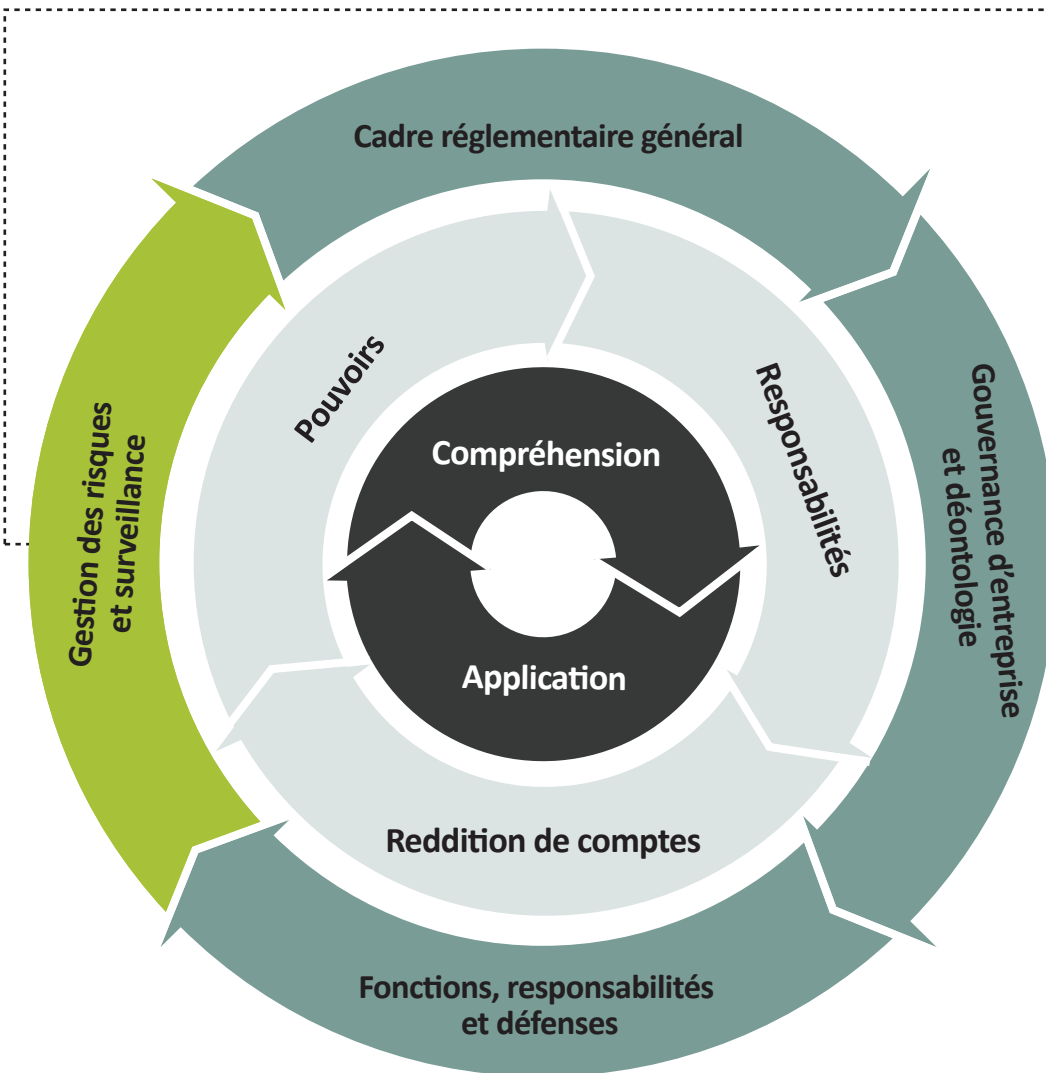 Cadre réglementaire général
Gouvernance d'entreprise
et déontologie
Fonctions, responsabilités
et défenses
Gestion des risques
et surveillance
Pouvoirs
Responsabilités
Reddition de comptes
Compréhension
Application